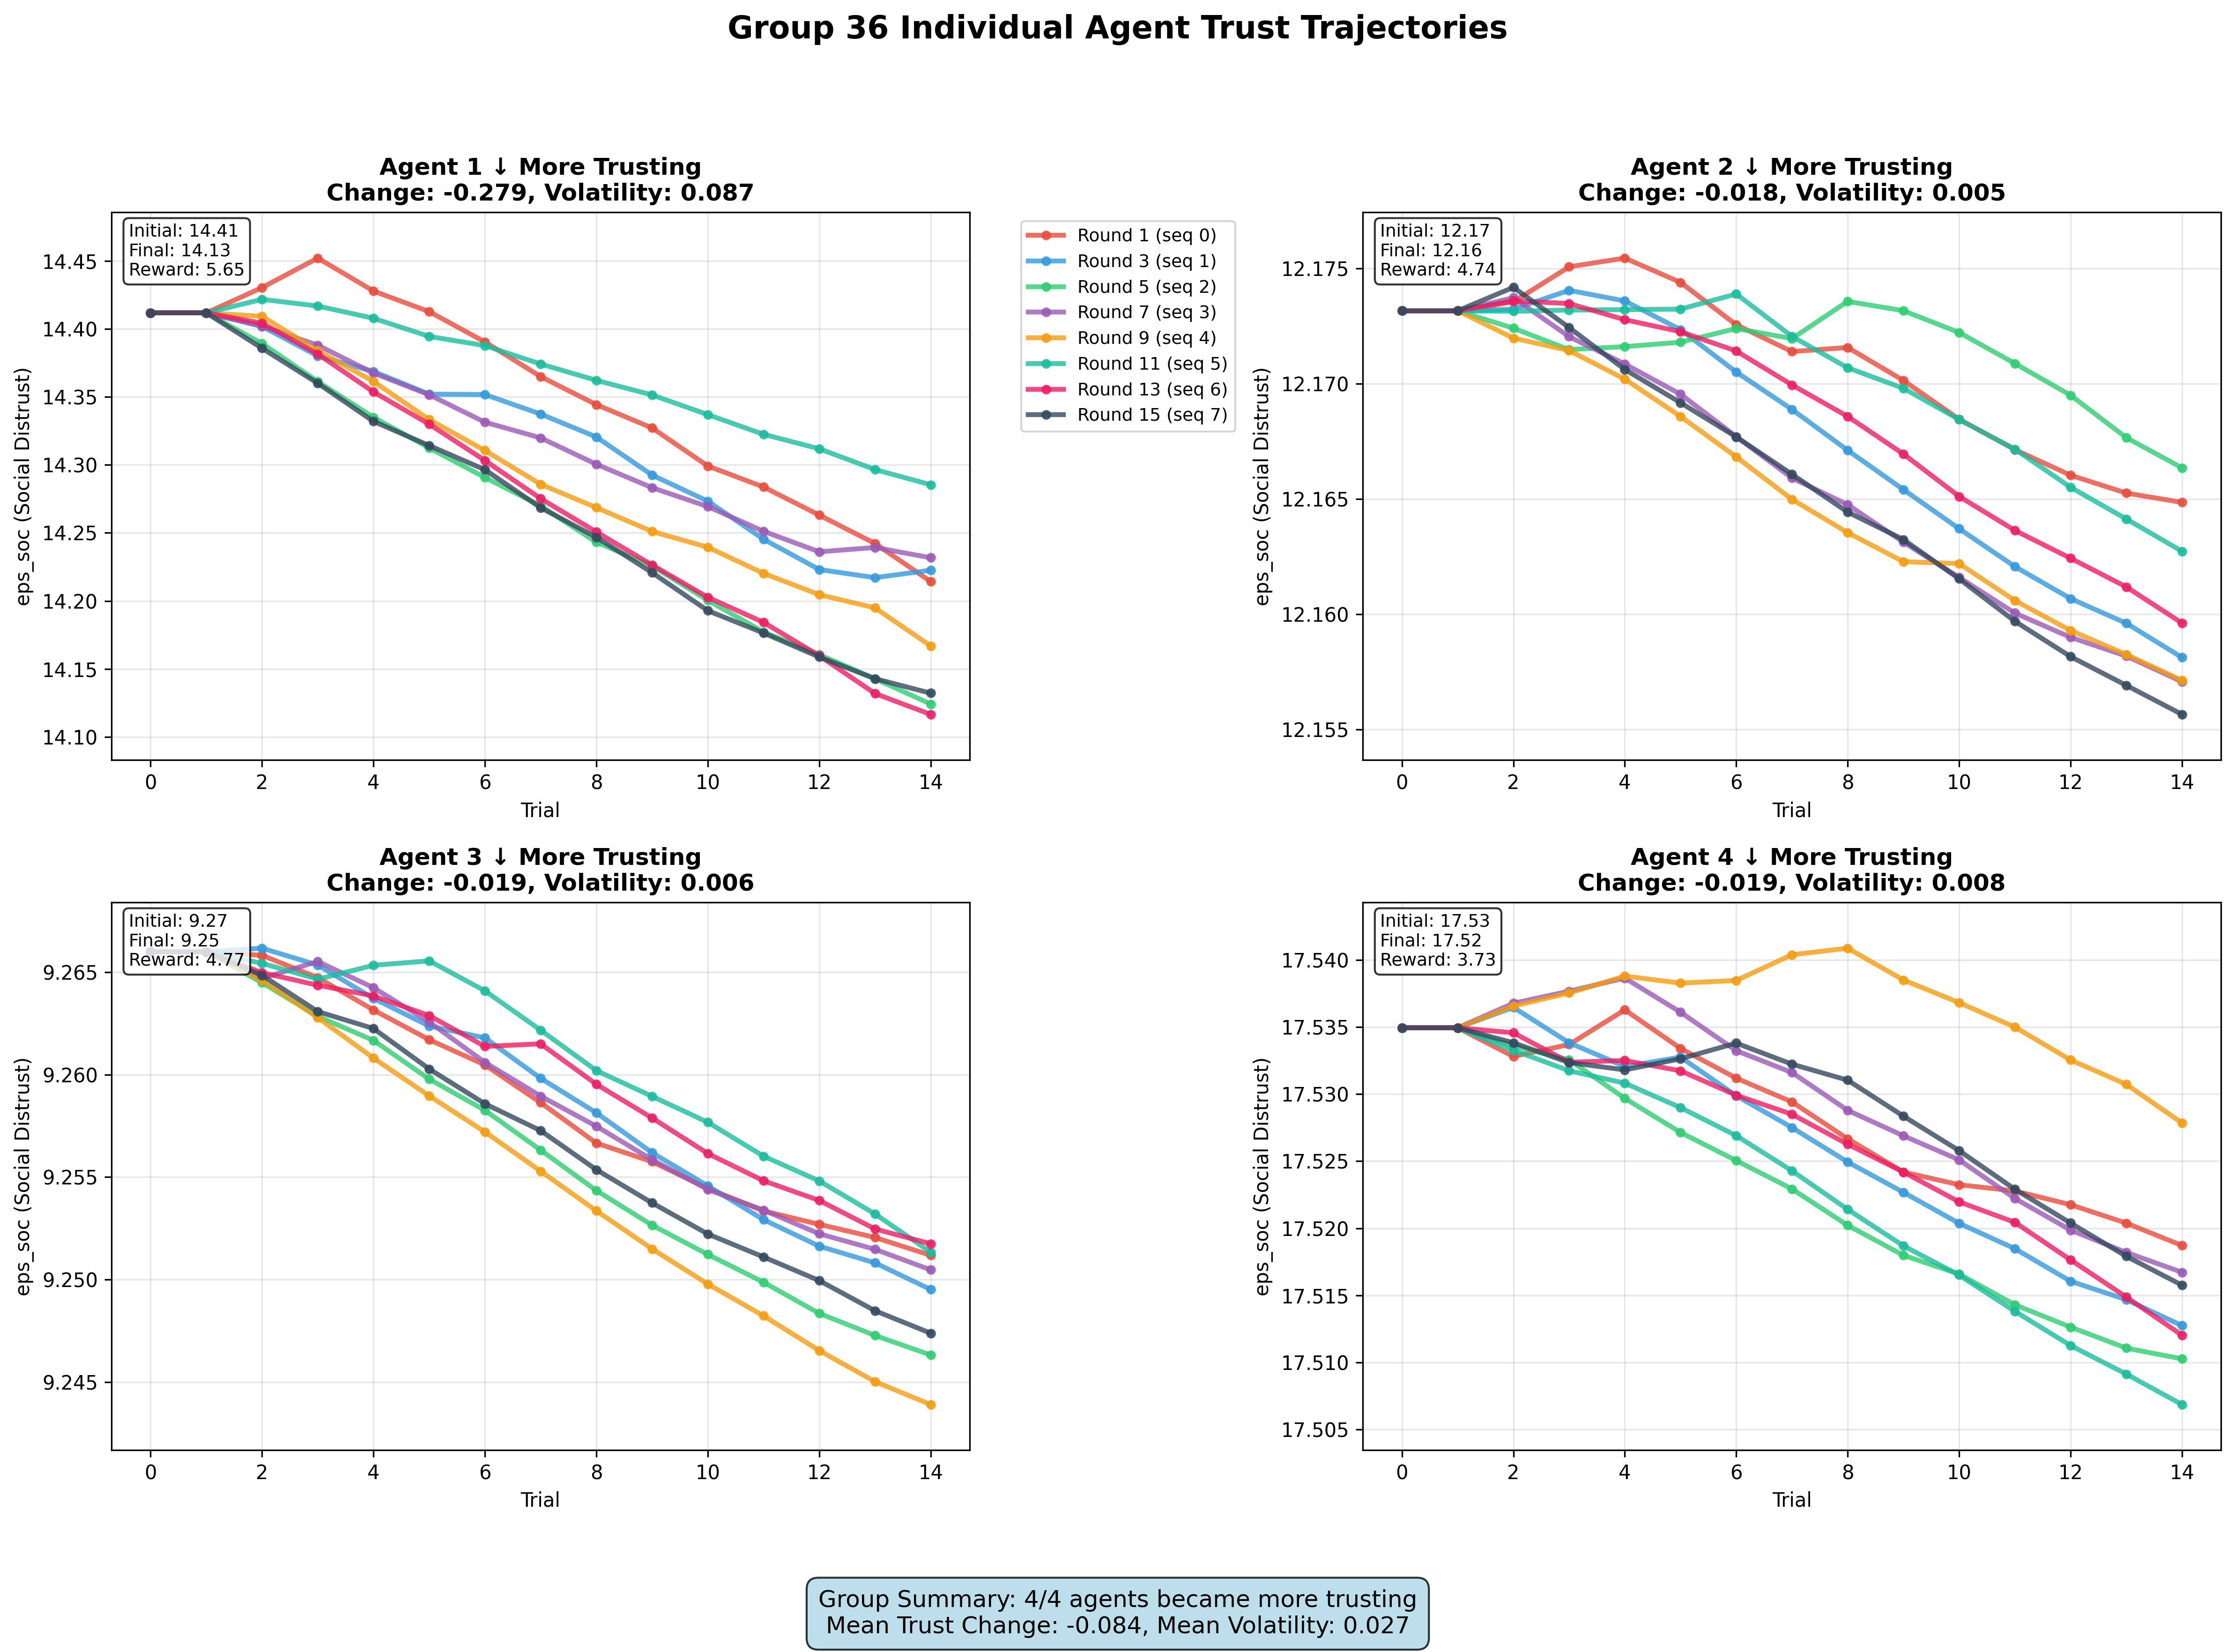 Group 36 Individual Agent Trust Trajectories
Agent 1 ↓ More Trusting
Change: -0.279, Volatility: 0.087
Initial: 14.41
Final: 14.13
Reward: 5.65
eps_soc (Social Distrust)
14.45
14.40
14.35
14.30
14.25
14.20
14.15
14.10
0 2 4 6 8 10 12 14
Trial
Round 1 (seq 0)
Round 3 (seq 1)
Round 5 (seq 2)
Round 7 (seq 3)
Round 9 (seq 4)
Round 11 (seq 5)
Round 13 (seq 6)
Round 15 (seq 7)
Agent 2 ↓ More Trusting
Change: -0.018, Volatility: 0.005
Initial: 12.17
Final: 12.16
Reward: 4.74
eps_soc (Social Distrust)
12.175
12.170
12.165
12.160
12.155
0 2 4 6 8 10 12 14
Trial
Agent 3 ↓ More Trusting
Change: -0.019, Volatility: 0.006
Initial: 9.27
Final: 9.25
Reward: 4.77
eps_soc (Social Distrust)
9.265
9.260
9.255
9.250
9.245
0 2 4 6 8 10 12 14
Trial
Agent 4 ↓ More Trusting
Change: -0.019, Volatility: 0.008
Initial: 17.53
Final: 17.52
Reward: 3.73
eps_soc (Social Distrust)
17.540
17.535
17.530
17.525
17.520
17.515
17.510
17.505
0 2 4 6 8 10 12 14
Trial
Group Summary: 4/4 agents became more trusting
Mean Trust Change: -0.084, Mean Volatility: 0.027